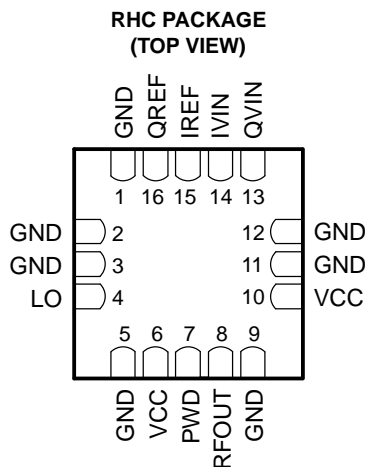 RHC PACKAGE
(TOP VIEW)
GND
QREF
IREF
IVIN
QVIN
1 16 15 14 13
GND 2 12 GND
GND 3 11 GND
LO 4 10 VCC
5 6 7 8 9
GND
VCC
PWD
RFOUT
GND